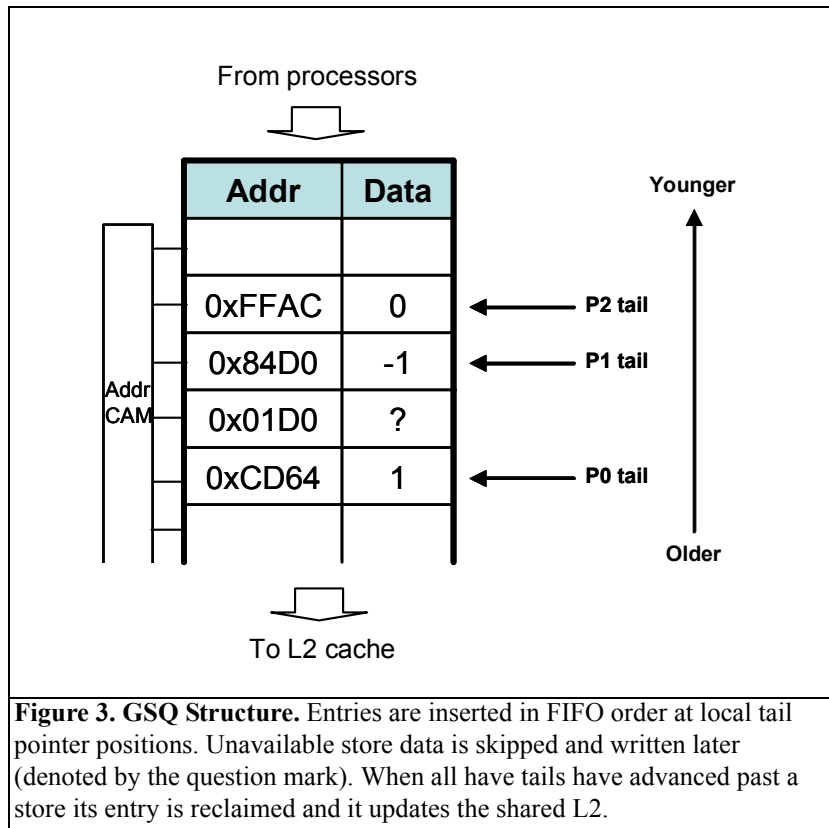 From processors
Addr Data
Younger
0xFFAC 0 P2 tail
0x84D0 -1 P1 tail
Addr
CAM
0x01D0 ?
0xCD64 1 P0 tail
Older
To L2 cache
Figure 3. GSQ Structure. Entries are inserted in FIFO order at local tail
pointer positions. Unavailable store data is skipped and written later
(denoted by the question mark). When all have tails have advanced past a
store its entry is reclaimed and it updates the shared L2.